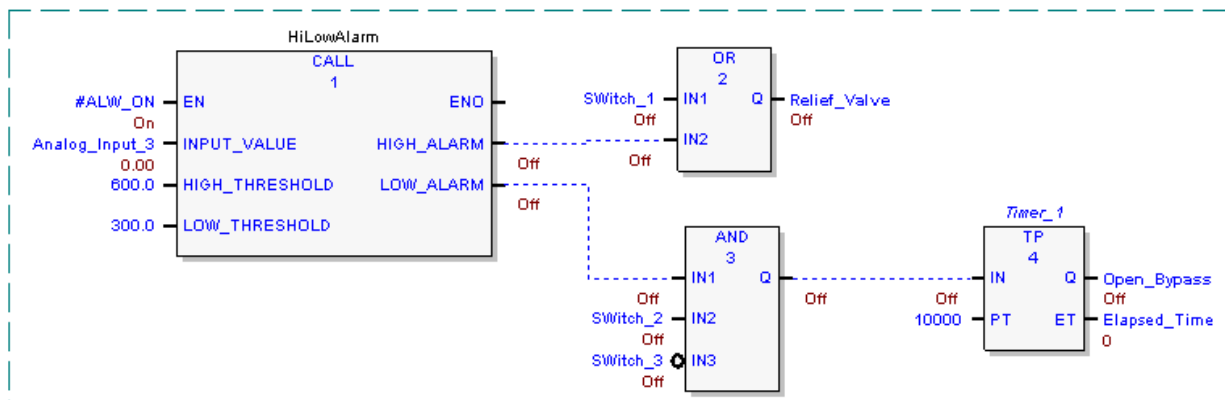 HiLowAlarm
CALL
1
#ALW_ON EN ENO
On
Analog_Input_3 INPUT_VALUE HIGH_ALARM
0.00 Off
600.0 HIGH_THRESHOLD LOW_ALARM
Off
300.0 LOW_THRESHOLD
OR
2
SWitch_1 IN1 Q Relief_Valve
Off Off
IN2
Off
AND
3
IN1 Q
Off Off
SWitch_2 IN2
Off
SWitch_3 IN3
Off
Timer_1
TP
4
IN Q Open_Bypass
Off Off
10000 PT ET Elapsed_Time
0